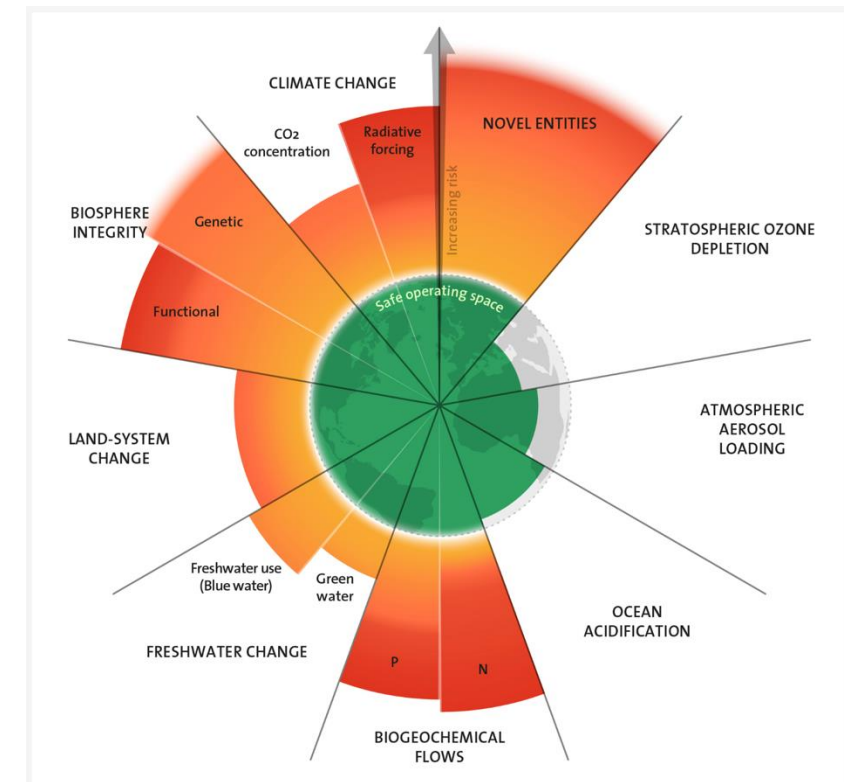 CLIMATE CHANGE
CO2
concentration
Radiative
forcing
NOVEL ENTITIES
Increasing risk
BIOSPHERE
INTEGRITY
Genetic
Functional
STRATOSPHERIC OZONE
DEPLETION
Safe operating space
LAND-SYSTEM
CHANGE
ATMOSPHERIC
AEROSOL
LOADING
Freshwater use
(Blue water)
Green
water
FRESHWATER CHANGE
OCEAN
ACIDIFICATION
P
N
BIOGEOCHEMICAL
FLOWS